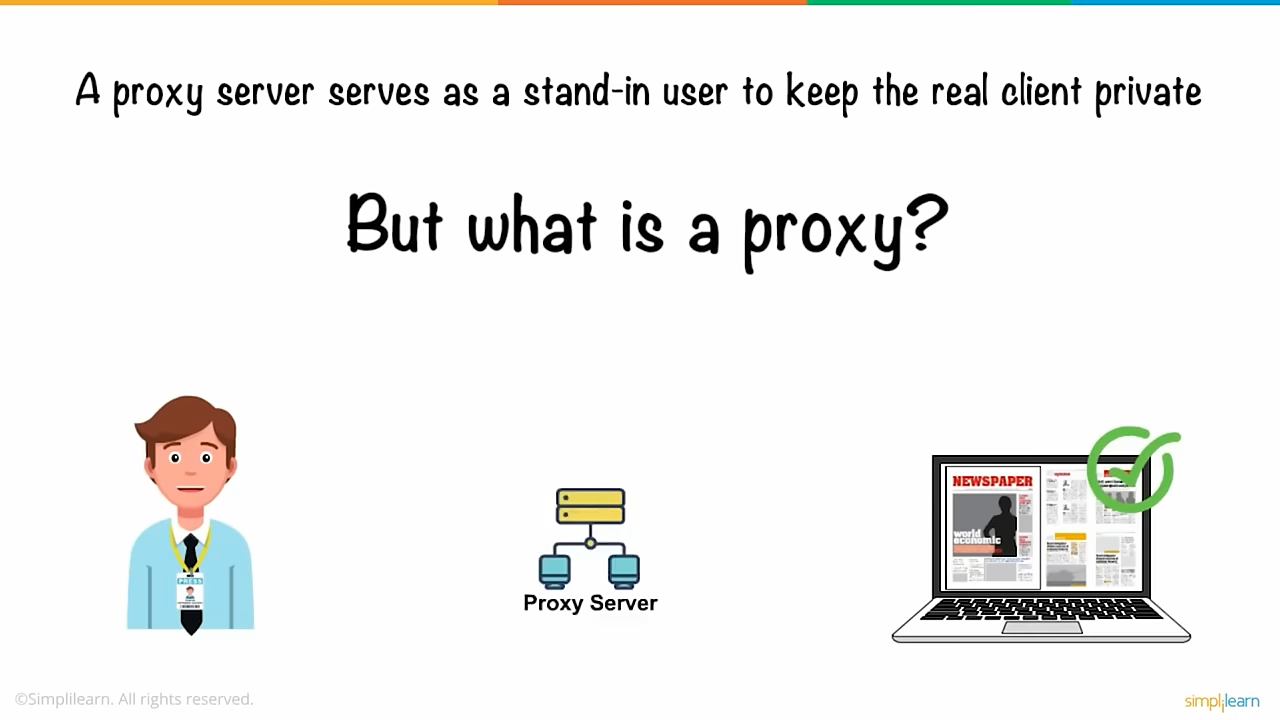 A proxy server serves as a stand-in user to keep the real client private
But what is a proxy?
NEWSPAPER
world
economic
PRESS
Proxy Server
©Simplilearn. All rights reserved.
simplilearn